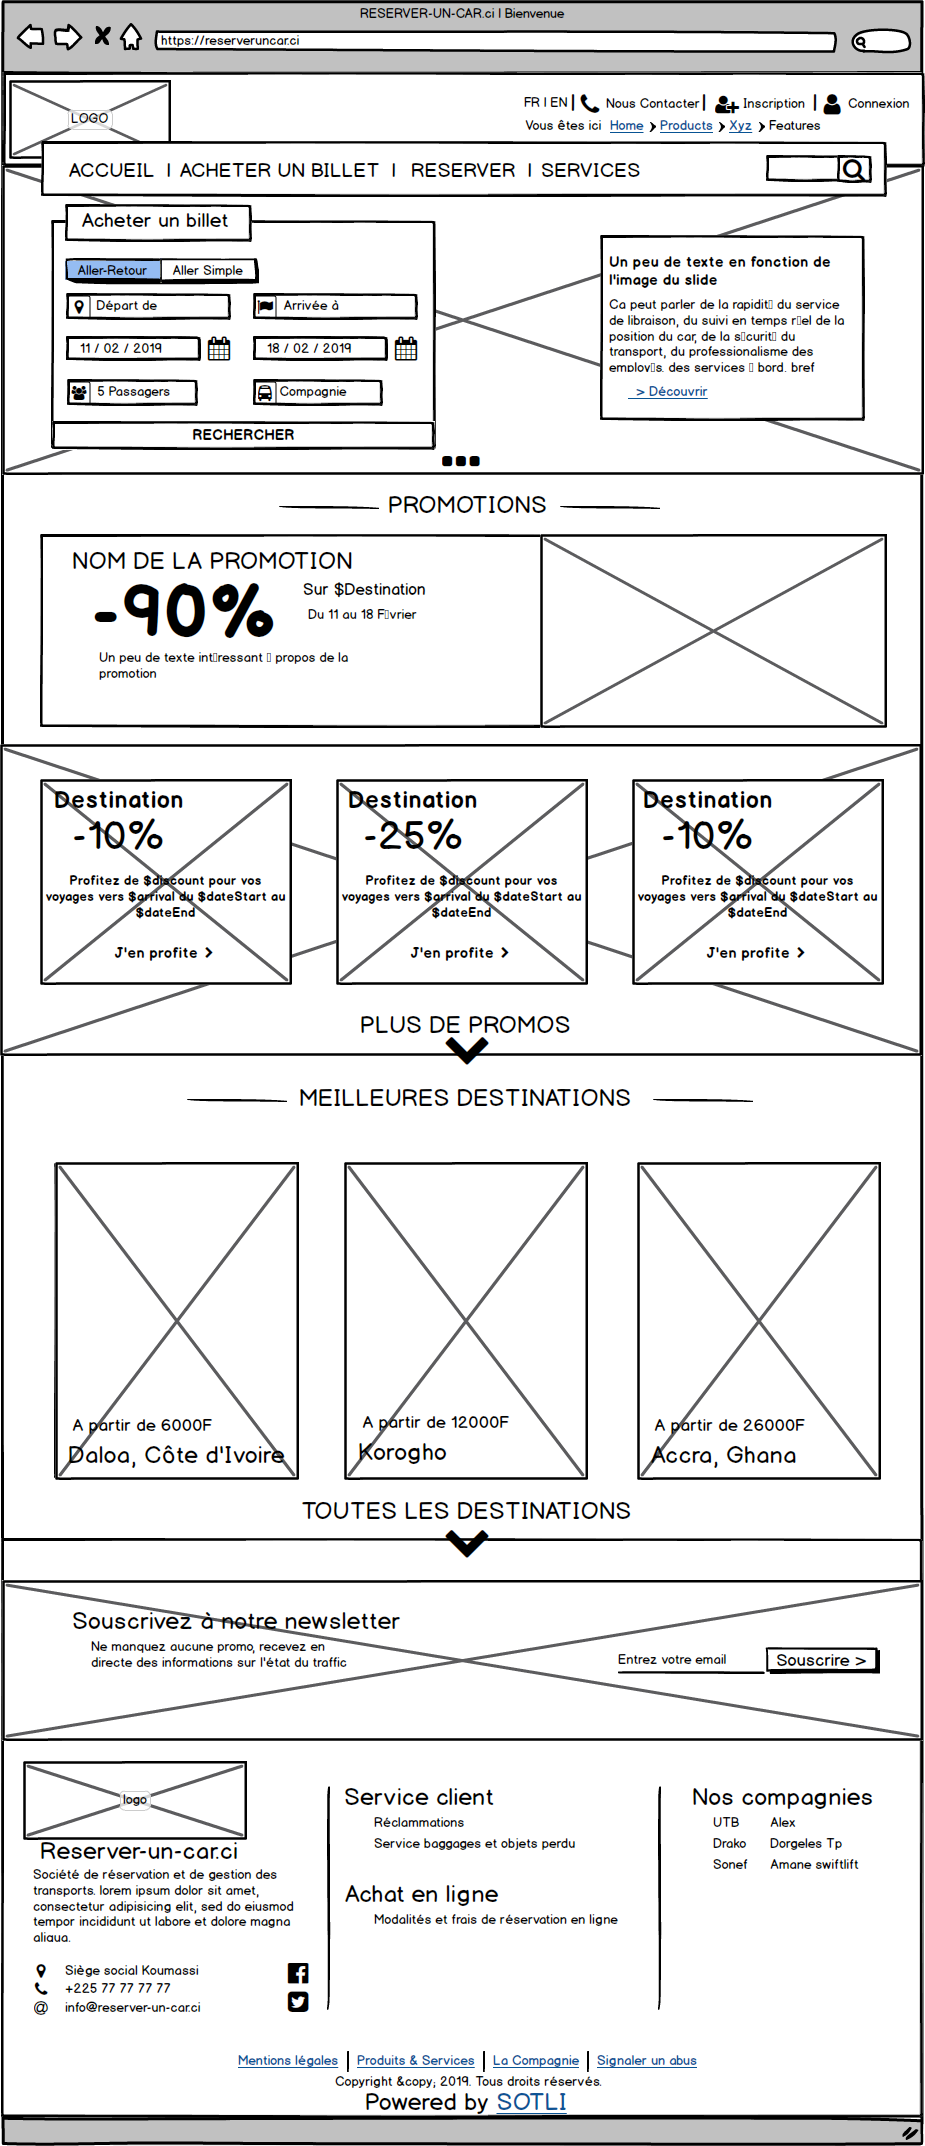 RESERVER-UN-CAR.ci | Bienvenue
https://reserveruncar.ci
LOGO
FR | EN | Nous Contacter | Inscription | Connexion
Vous êtes ici Home Products Xyz Features
ACCUEIL | ACHETER UN BILLET | RESERVER | SERVICES
Acheter un billet
Aller-Retour Aller Simple
Départ de Arrivée à
11 / 02 / 2019 18 / 02 / 2019
5 Passagers Compagnie
RECHERCHER
Un peu de texte en fonction de
l'image du slide
Ca peut parler de la rapidit▯ du service
de libraison, du suivi en temps r▯el de la
position du car, de la s▯curit▯ du
transport, du professionalisme des
employ▯s, des services ▯ bord, bref
> Découvrir
PROMOTIONS
NOM DE LA PROMOTION
-90%
Sur $Destination
Du 11 au 18 F▯vrier
Un peu de texte int▯ressant ▯ propos de la
promotion
Destination
-10%
Profitez de $discount pour vos
voyages vers $arrival du $dateStart au
$dateEnd
J'en profite >
Destination
-25%
Profitez de $discount pour vos
voyages vers $arrival du $dateStart au
$dateEnd
J'en profite >
Destination
-10%
Profitez de $discount pour vos
voyages vers $arrival du $dateStart au
$dateEnd
J'en profite >
PLUS DE PROMOS
MEILLEURES DESTINATIONS
A partir de 6000F
Daloa, Côte d'Ivoire
A partir de 12000F
Korogho
A partir de 26000F
Accra, Ghana
TOUTES LES DESTINATIONS
Souscrivez à notre newsletter
Ne manquez aucune promo, recevez en
directe des informations sur l'état du traffic
Entrez votre email
Souscrire >
logo
Reserver-un-car.ci
Société de réservation et de gestion des
transports. lorem ipsum dolor sit amet,
consectetur adipisicing elit, sed do eiusmod
tempor incididunt ut labore et dolore magna
aliqua.
Siège social Koumassi
+225 77 77 77 77
@ info@reserver-un-car.ci
Service client
Réclammations
Service baggages et objets perdu
Achat en ligne
Modalités et frais de réservation en ligne
Nos compagnies
UTB Alex
Drako Dorgeles Tp
Sonef Amane swiftlift
Mentions légales | Produits & Services | La Compagnie | Signaler un abus
Copyright &copy; 2019. Tous droits réservés.
Powered by SOTLI